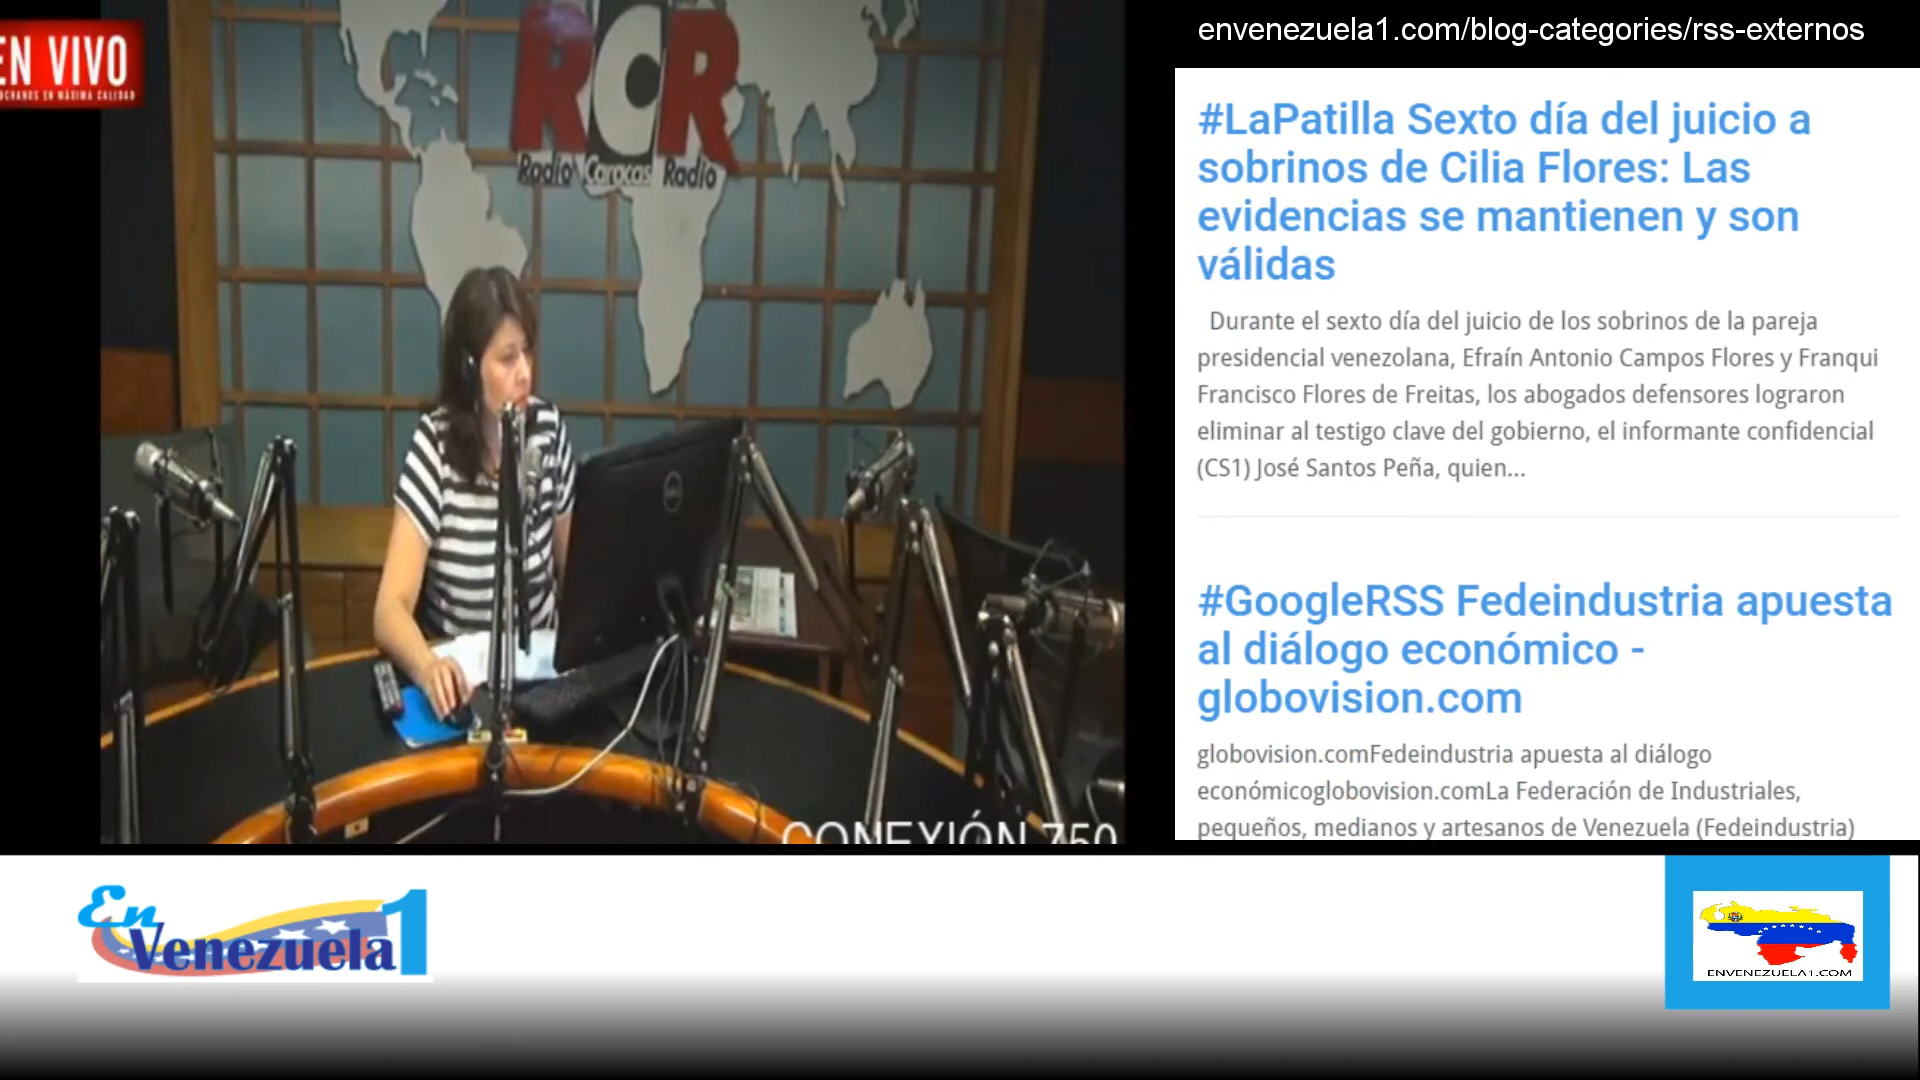 EN VIVO
ESCÚCHANOS EN MÁXIMA CALIDAD
RCR
Radio Caracas Radio
CONEXIÓN 750
envenezuela1.com/blog-categories/rss-externos
#LaPatilla Sexto día del juicio a
sobrinos de Cilia Flores: Las
evidencias se mantienen y son
válidas
Durante el sexto día del juicio de los sobrinos de la pareja
presidencial venezolana, Efraín Antonio Campos Flores y Franqui
Francisco Flores de Freitas, los abogados defensores lograron
eliminar al testigo clave del gobierno, el informante confidencial
(CS1) José Santos Peña, quien...
#GoogleRSS Fedeindustria apuesta
al diálogo económico -
globovision.com
globovision.comFedeindustria apuesta al diálogo
económicoglobovision.comLa Federación de Industriales,
pequeños, medianos y artesanos de Venezuela (Fedeindustria)
En
Venezuela1
ENVENEZUELA1.COM